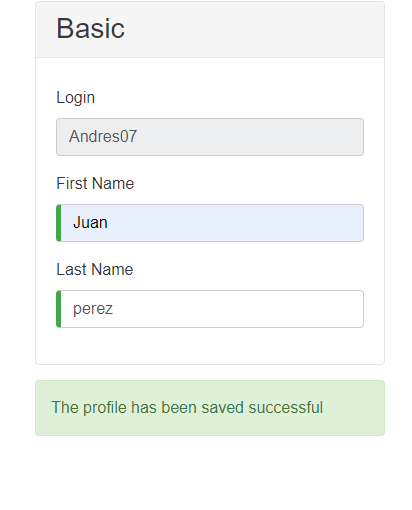 Basic
Login
Andres07
First Name
Juan
Last Name
perez
The profile has been saved successful